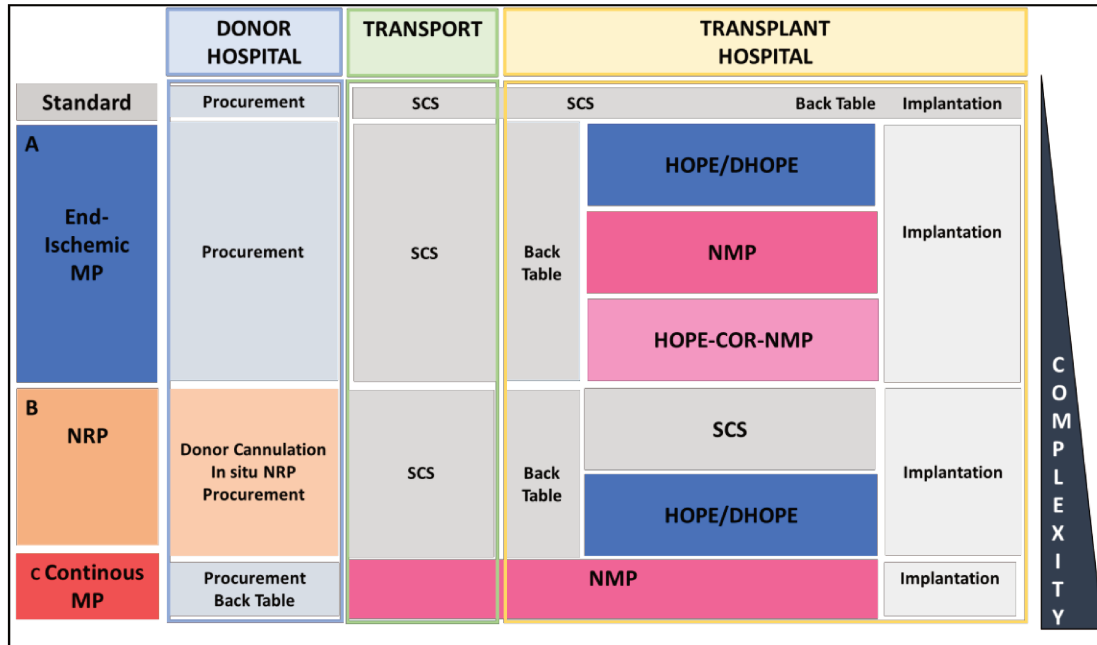 DONOR
HOSPITAL
TRANSPORT
TRANSPLANT
HOSPITAL
Standard
Procurement
SCS
SCS
Back Table
Implantation
A
End-
Ischemic
MP
Procurement
SCS
Back
Table
HOPE/DHOPE
NMP
HOPE-COR-NMP
Implantation
B
NRP
Donor Cannulation
In situ NRP
Procurement
SCS
Back
Table
SCS
HOPE/DHOPE
Implantation
C Continous
MP
Procurement
Back Table
NMP
Implantation
COMPLEXITY